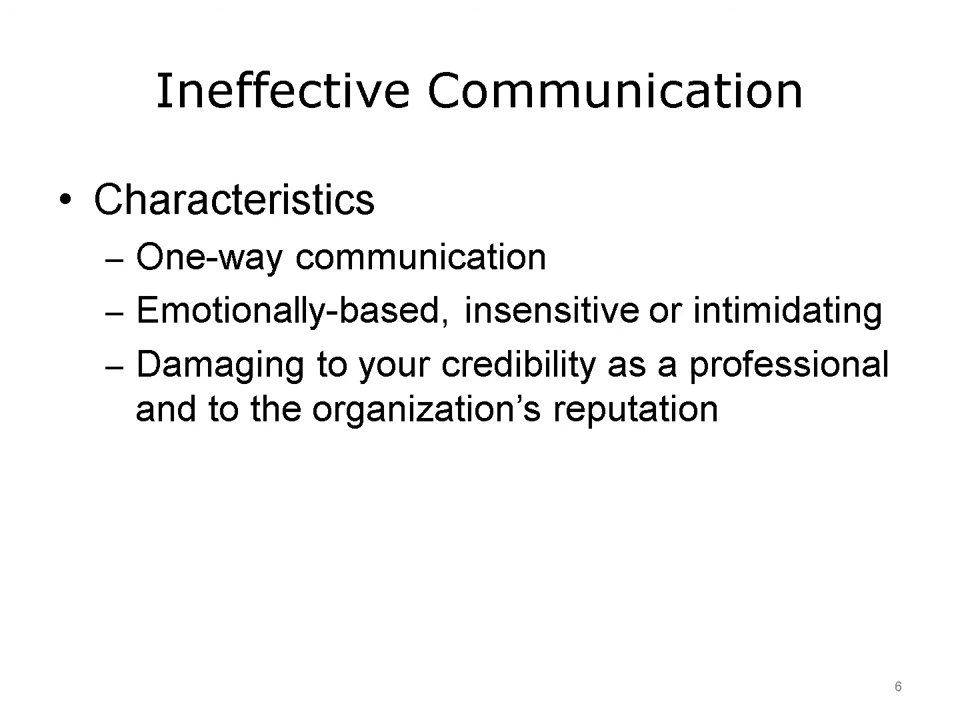 Ineffective Communication
• Characteristics
– One-way communication
– Emotionally-based, insensitive or intimidating
– Damaging to your credibility as a professional
and to the organization’s reputation
6